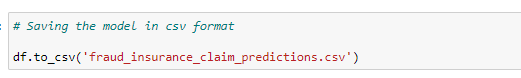 # Saving the model in csv format
df.to_csv('fraud_insurance_claim_predictions.csv')